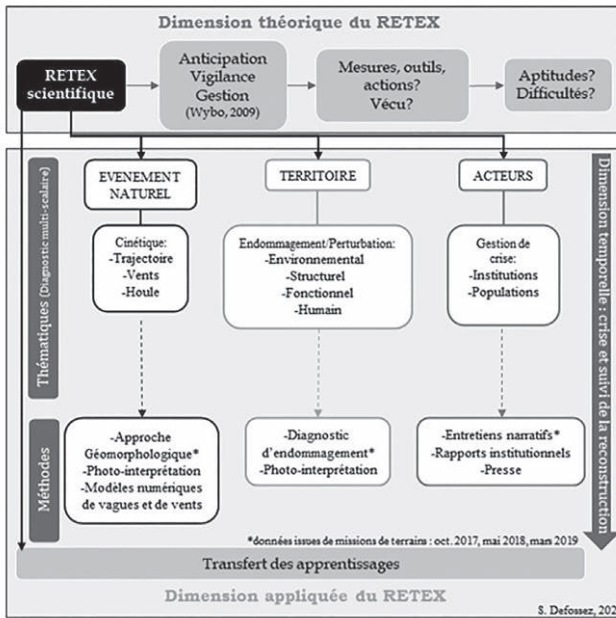 Dimension théorique du RETEX
RETEX
scientifique
Anticipation
Vigilance
Gestion
(Wybo, 2009)
Mesures, outils,
actions?
Vécu?
Aptitudes?
Difficultés?
Thématiques (Diagnostic multi-scalaire)
EVENEMENT
NATUREL
TERRITOIRE
ACTEURS
Cinétique:
-Trajectoire
-Vents
-Houle
Endommagement/Perturbation:
-Environnemental
-Structurel
-Fonctionnel
-Humain
Gestion de
crise:
-Institutions
-Populations
Dimension temporelle : crise et suivi de la reconstruction
Méthodes
-Approche
Géomorphologique*
-Photo-interprétation
-Modèles numériques
de vagues et de vents
-Diagnostic
d'endommagement*
-Photo-interprétation
-Entretiens narratifs*
-Rapports institutionnels
-Presse
*données issues de missions de terrains : oct. 2017, mai 2018, mars 2019
Transfert des apprentissages
Dimension appliquée du RETEX
S. Defossez, 202